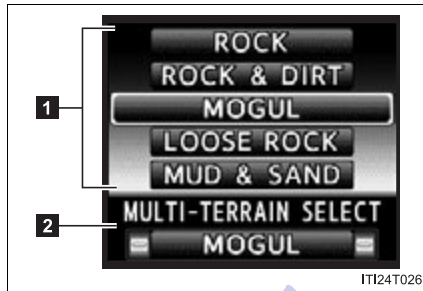 ROCK
ROCK & DIRT
MOGUL
1
LOOSE ROCK
MUD & SAND
MULTI-TERRAIN SELECT
2
MOGUL
ITI24T026